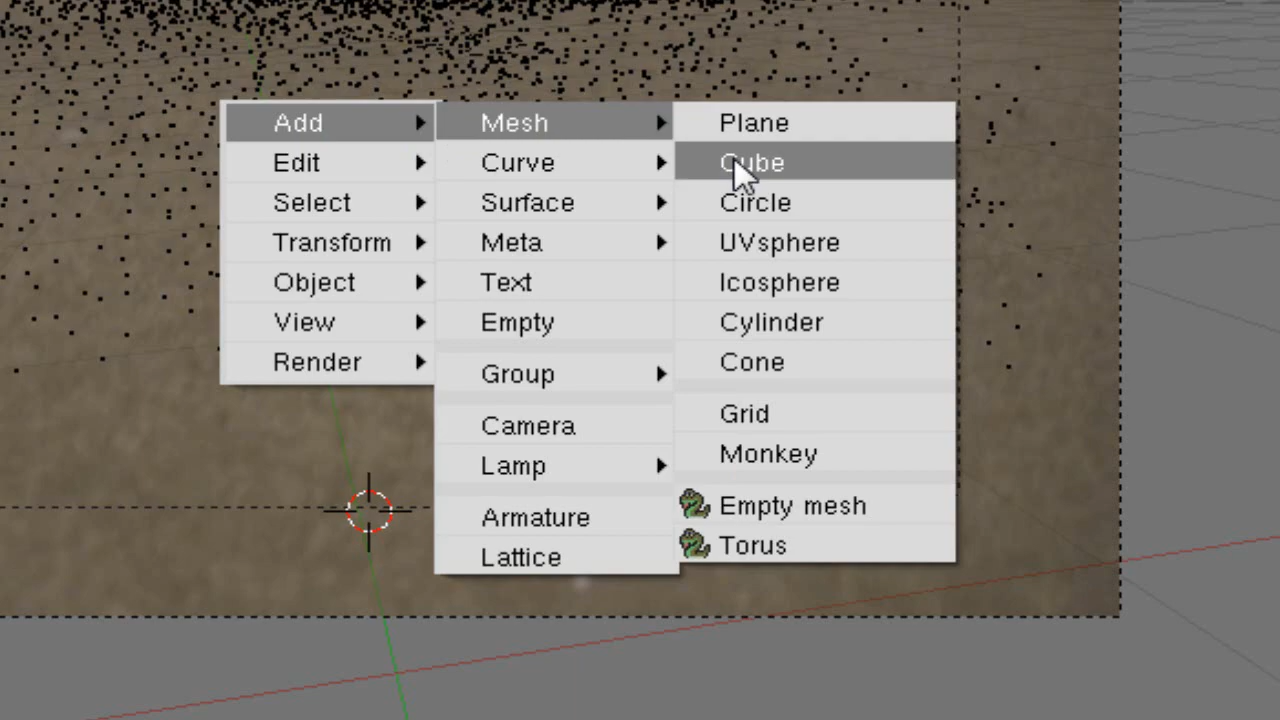 Add
Edit
Select
Transform
Object
View
Render
Mesh
Curve
Surface
Meta
Text
Empty
Group
Camera
Lamp
Armature
Lattice
Plane
Cube
Circle
UVsphere
Icosphere
Cylinder
Cone
Grid
Monkey
Empty mesh
Torus